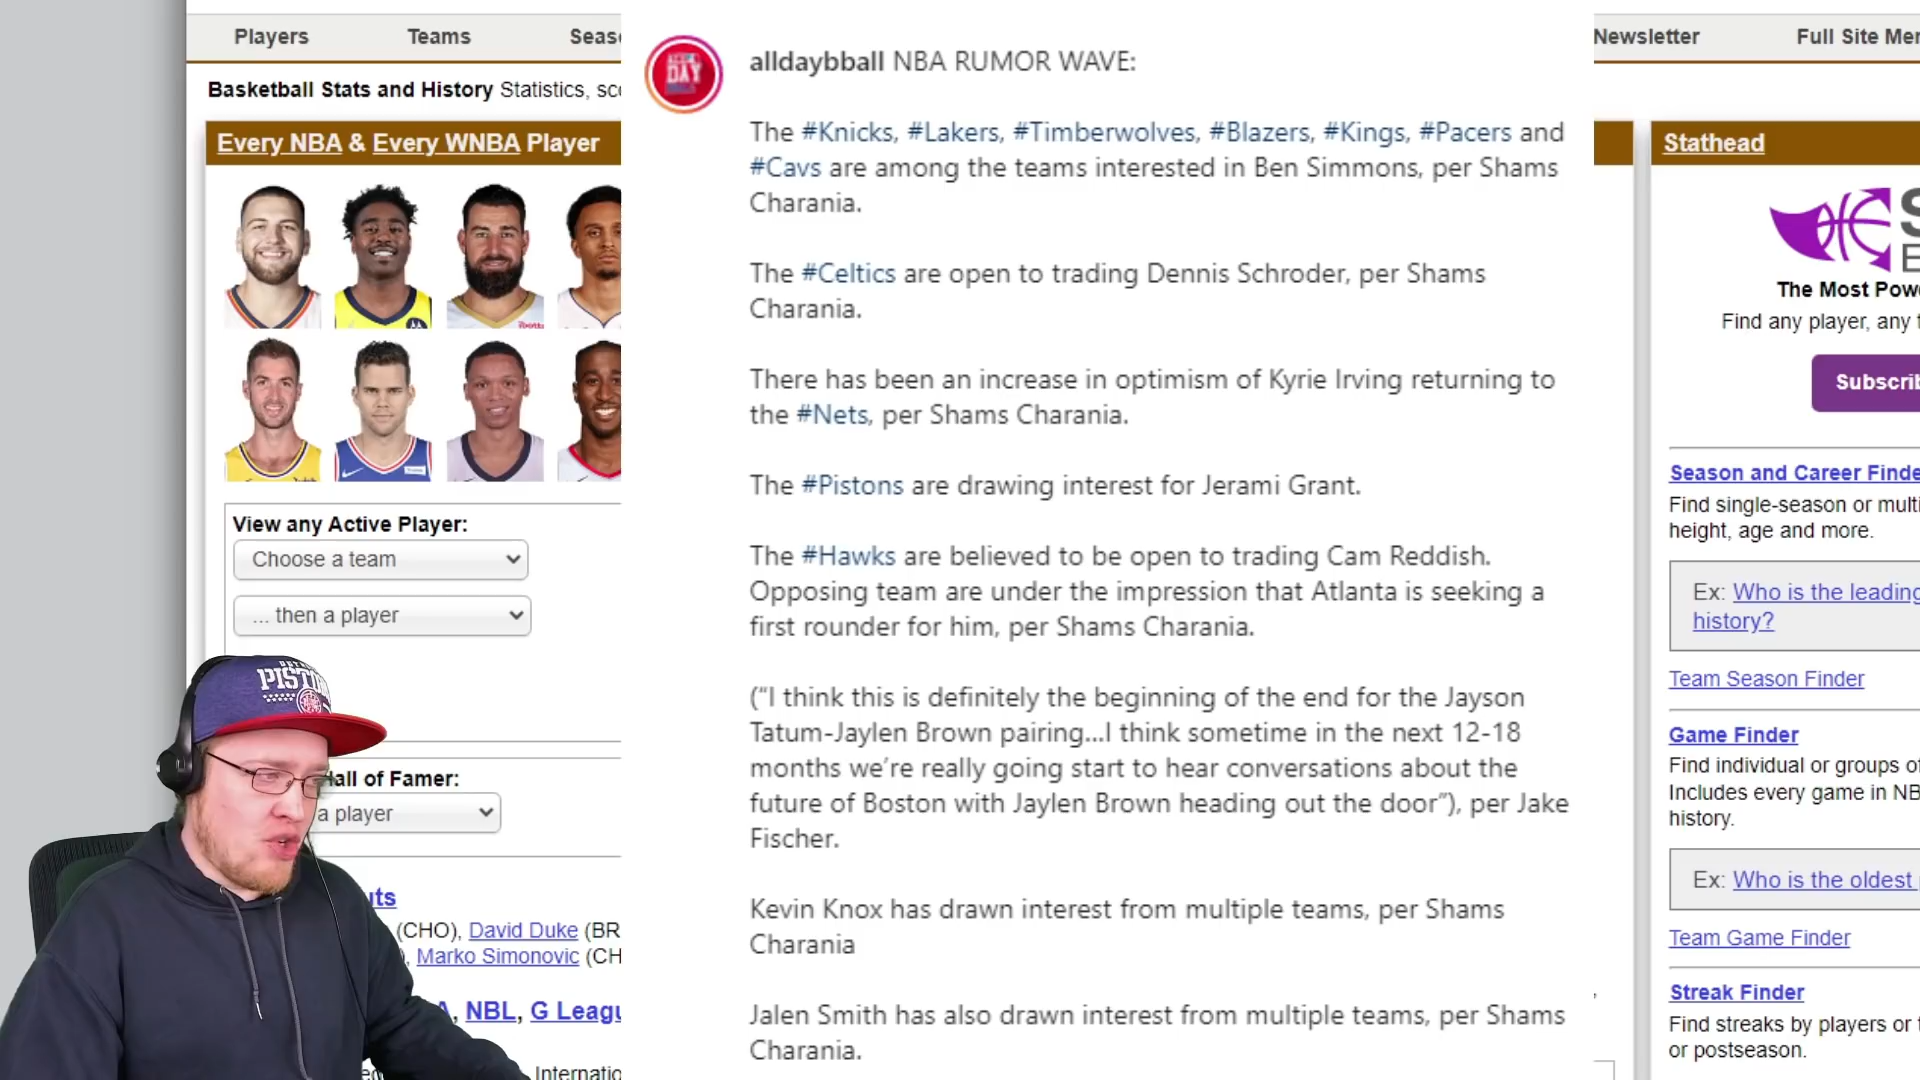 Players Teams
Newsletter Full Site
Basketball Stats and History Statistics,
Every NBA & Every WNBA Player
View any Active Player:
Choose a team
... then a player
Hall of Famer:
a player
(CHO), David Duke (BR
Marko Simonovic (CH
NBL, G Leagu
alldaybball NBA RUMOR WAVE:
The #Knicks, #Lakers, #Timberwolves, #Blazers, #Kings, #Pacers and
#Cavs are among the teams interested in Ben Simmons, per Shams
Charania.
The #Celtics are open to trading Dennis Schroder, per Shams
Charania.
There has been an increase in optimism of Kyrie Irving returning to
the #Nets, per Shams Charania.
The #Pistons are drawing interest for Jerami Grant.
The #Hawks are believed to be open to trading Cam Reddish.
Opposing team are under the impression that Atlanta is seeking a
first rounder for him, per Shams Charania.
("I think this is definitely the beginning of the end for the Jayson
Tatum-Jaylen Brown pairing...I think sometime in the next 12-18
months we're really going start to hear conversations about the
future of Boston with Jaylen Brown heading out the door"), per Jake
Fischer.
Kevin Knox has drawn interest from multiple teams, per Shams
Charania
Jalen Smith has also drawn interest from multiple teams, per Shams
Charania.
Stathead
The Most
Find any player, any
Subscrib
Season and Career Finde
Find single-season or multi
height, age and more.
Ex: Who is the leading
history?
Team Season Finder
Game Finder
Find individual or groups of
Includes every game in NB
history.
Ex: Who is the oldest
Team Game Finder
Streak Finder
Find streaks by players or
or postseason.
DAY
PISTON